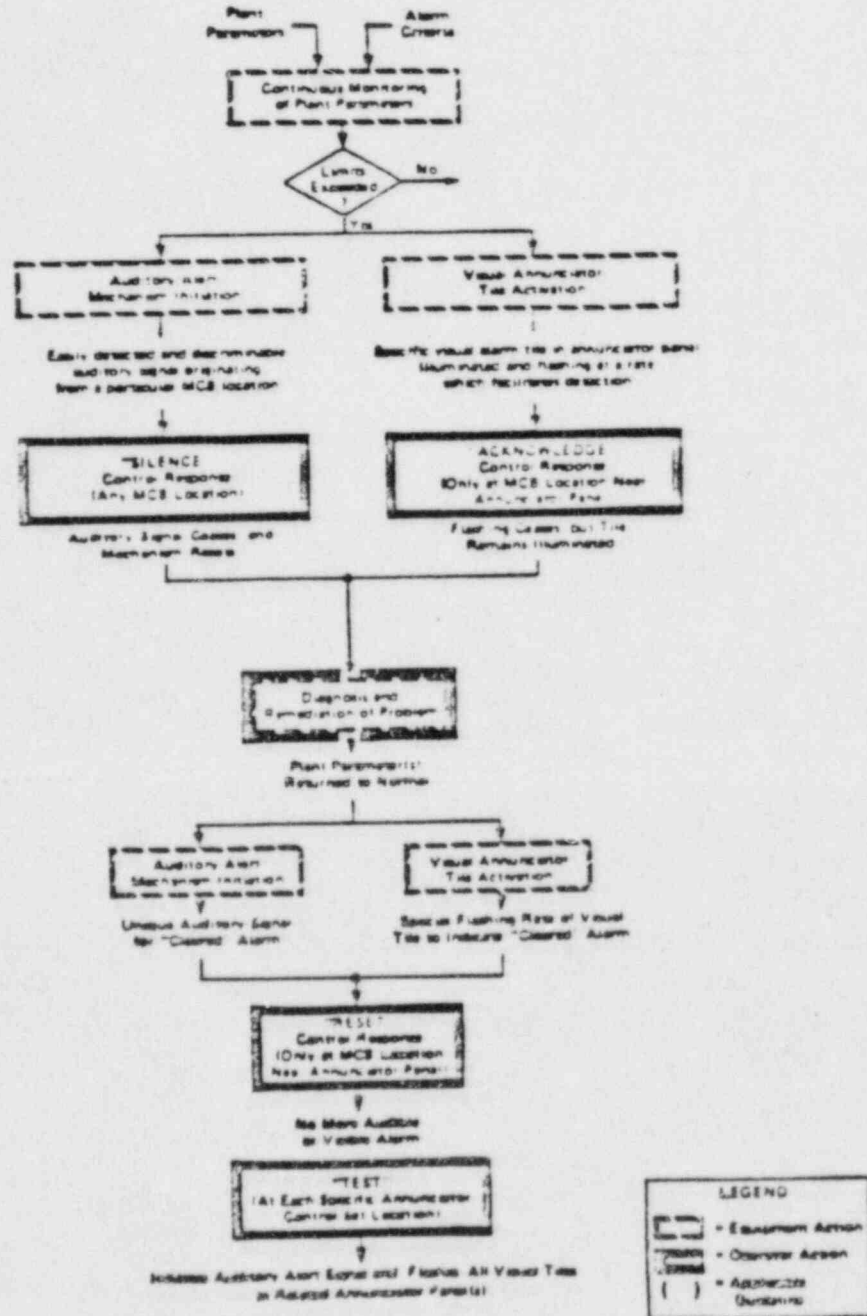 Plant
Parameters
Alarm
Criteria
Continuous Monitoring
of Plant Parameters
Limits
Exceeded
?
No
Yes
Auditory Alert
Mechanism Initiation
Visual Annunciator
Tile Activation
Easily detected and discriminable
auditory signal originating
from a particular MCB location
Specific visual alarm tile in annunciator panel
illuminated and flashing at a rate
which facilitates detection
"SILENCE"
Control Response
(Any MCB Location)
"ACKNOWLEDGE"
Control Response
(Only at MCB Location Near
Annunciator Panel)
Auditory Signal Ceases and
Mechanism Resets
Flashing Ceases, but Tile
Remains Illuminated
Diagnosis and
Remediation of Problem
Plant Parameter(s)
Returned to Normal
Auditory Alert
Mechanism Initiation
Visual Annunciator
Tile Activation
Unique Auditory Signal
for "Cleared" Alarm
Special Flashing Rate of Visual
Tile to Indicate "Cleared" Alarm
"RESET"
Control Response
(Only at MCB Location
Near Annunciator Panel)
No More Audible
or Visible Alarm
"TEST"
(At Each Specific Annunciator
Control Set Location)
Initiates Auditory Alert Signal and Flashes All Visual Tiles
in Related Annunciator Panel(s)
LEGEND
= Equipment Action
= Operator Action
( ) =